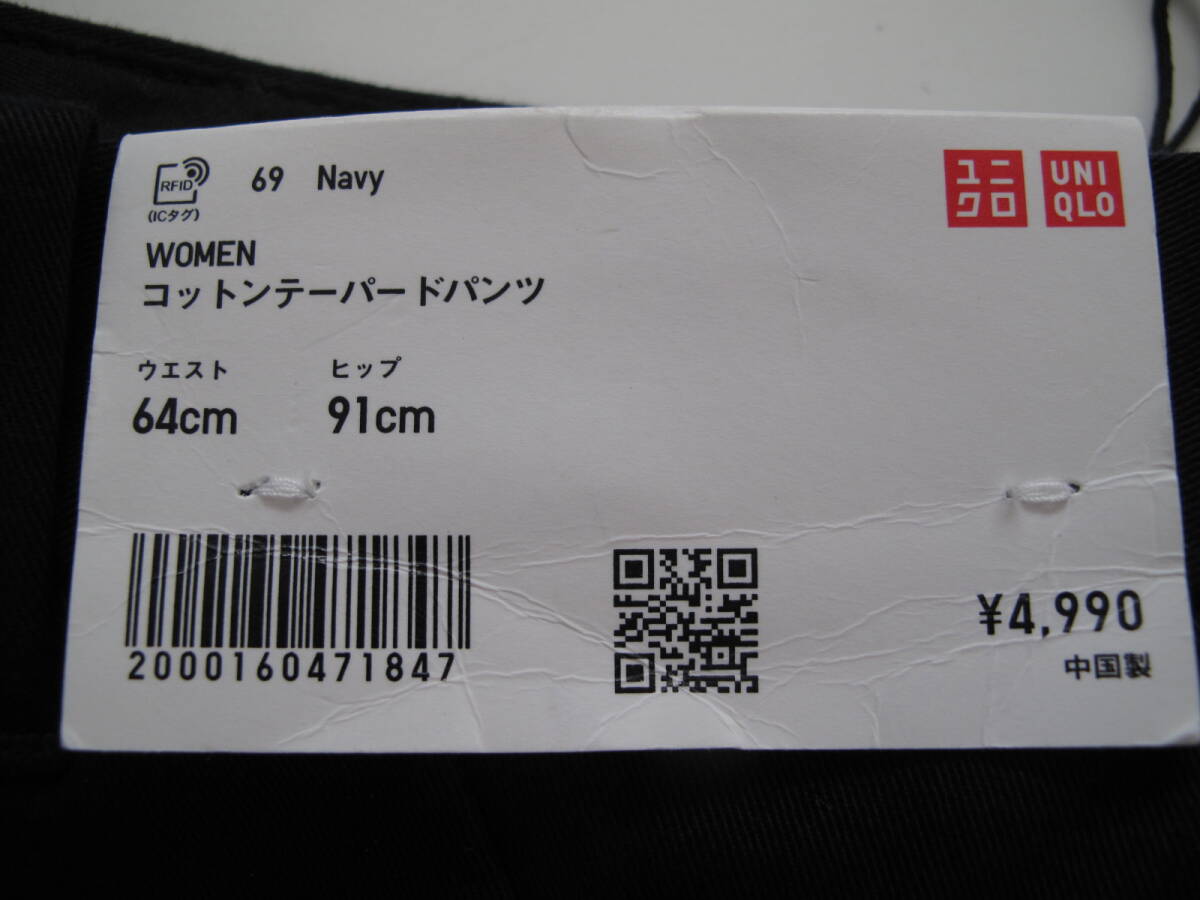 RFID
(ICタグ)
69 Navy
ユニ
クロ
UNI
QLO
WOMEN
コットンテーパードパンツ
ウエスト ヒップ
64cm 91cm
2000160471847
¥4,990
中国製